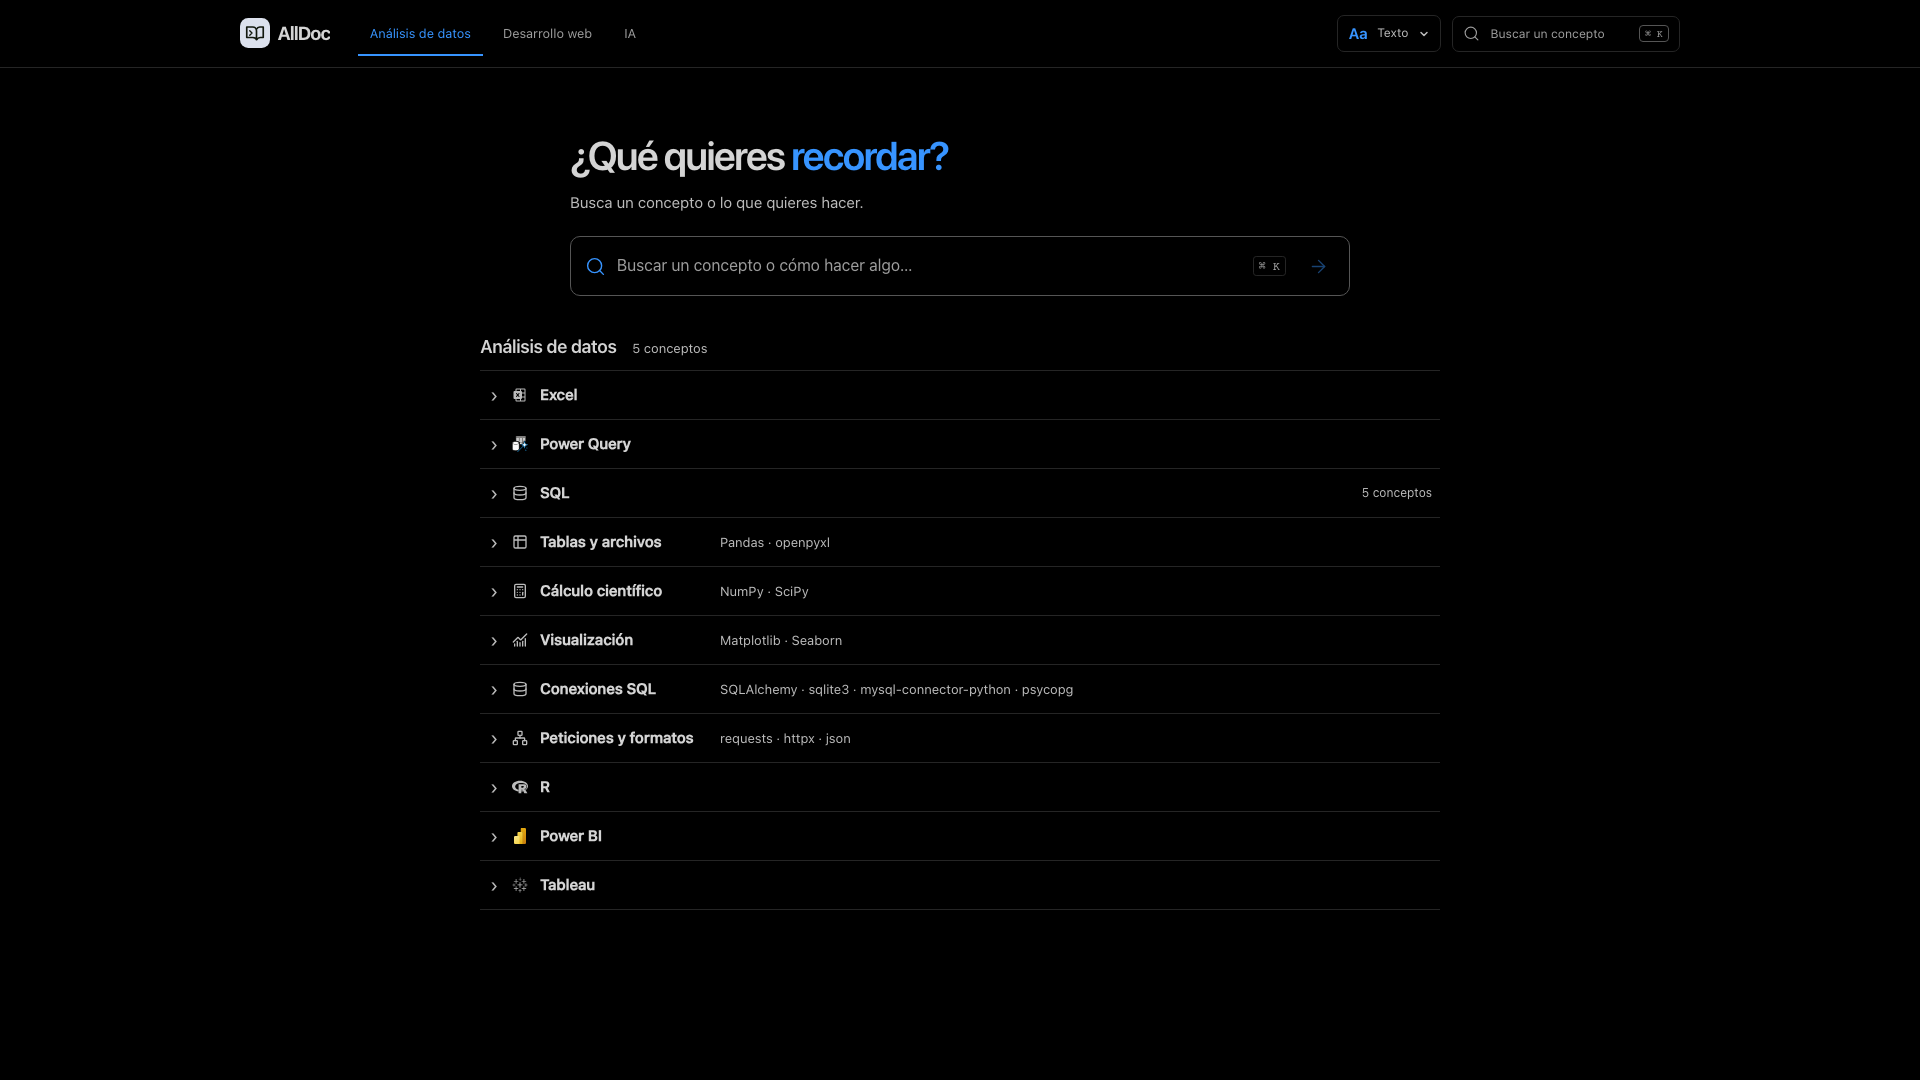 AllDoc
Análisis de datos
Desarrollo web
IA
Aa Texto
Buscar un concepto
⌘ K
¿Qué quieres recordar?
Busca un concepto o lo que quieres hacer.
Buscar un concepto o cómo hacer algo...
⌘ K
Análisis de datos 5 conceptos
Excel
Power Query
SQL 5 conceptos
Tablas y archivos Pandas · openpyxl
Cálculo científico NumPy · SciPy
Visualización Matplotlib · Seaborn
Conexiones SQL SQLAlchemy · sqlite3 · mysql-connector-python · psycopg
Peticiones y formatos requests · httpx · json
R
Power BI
Tableau